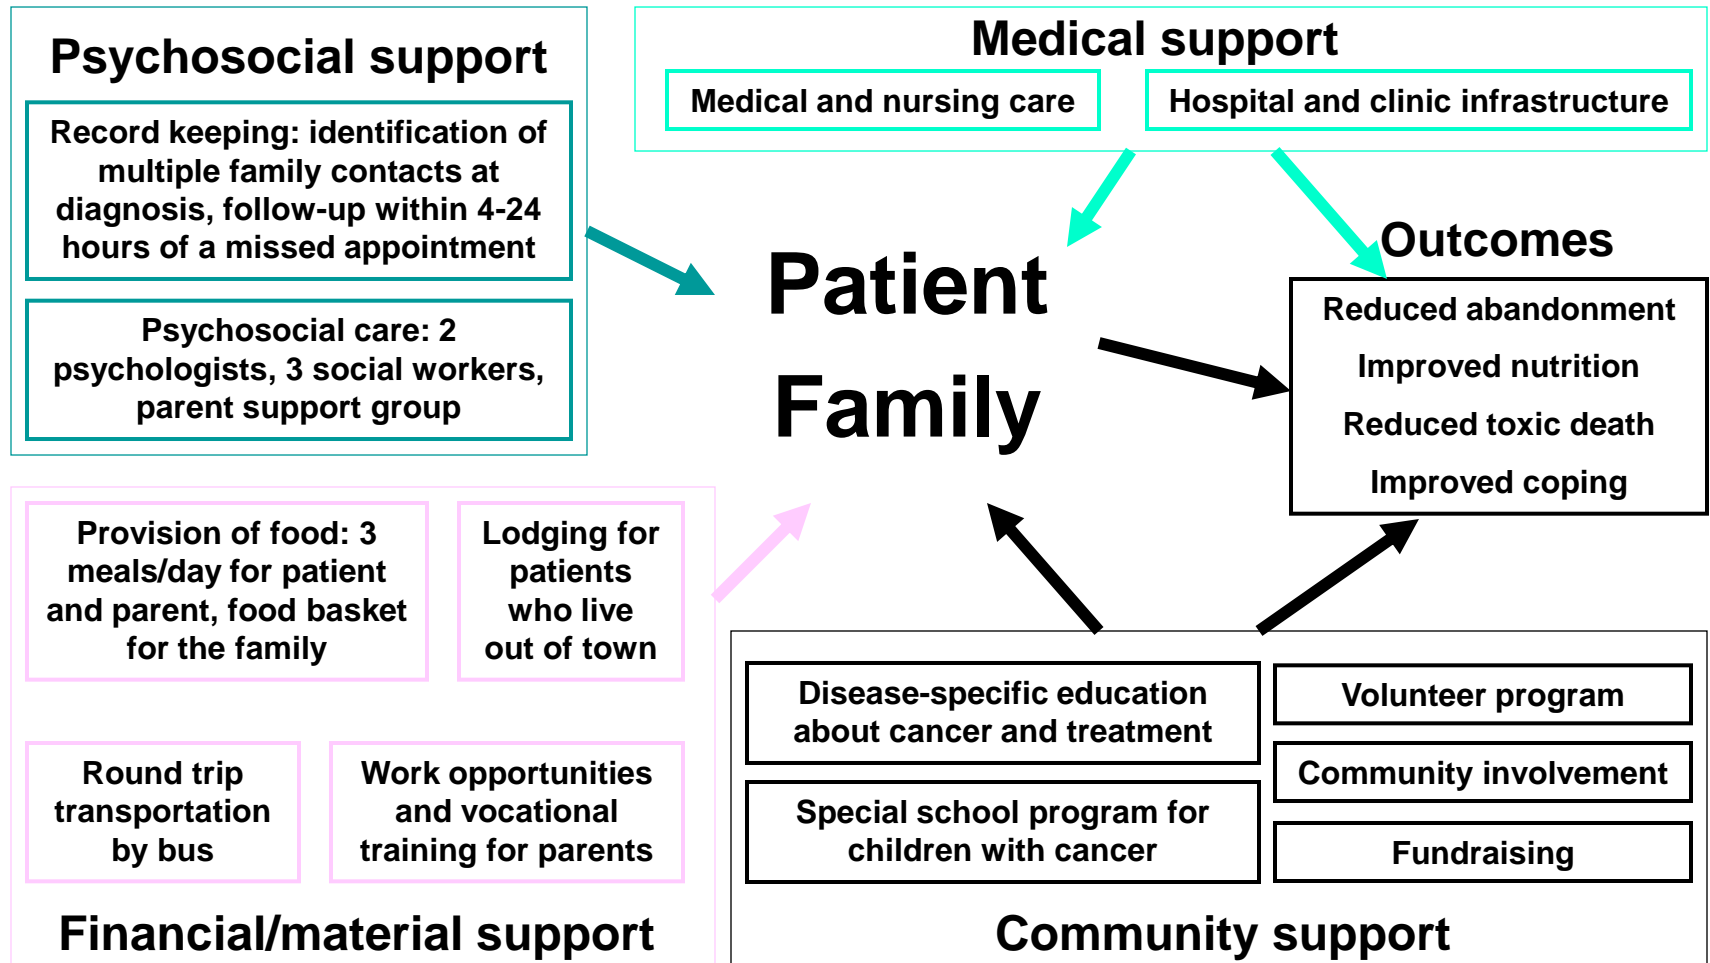 Psychosocial support
Record keeping: identification of
multiple family contacts at
diagnosis, follow-up within 4-24
hours of a missed appointment
Psychosocial care: 2
psychologists, 3 social workers,
parent support group
Medical support
Medical and nursing care
Hospital and clinic infrastructure
Patient
Family
Outcomes
Reduced abandonment
Improved nutrition
Reduced toxic death
Improved coping
Provision of food: 3
meals/day for patient
and parent, food basket
for the family
Lodging for
patients
who live
out of town
Round trip
transportation
by bus
Work opportunities
and vocational
training for parents
Financial/material support
Disease-specific education
about cancer and treatment
Special school program for
children with cancer
Volunteer program
Community involvement
Fundraising
Community support